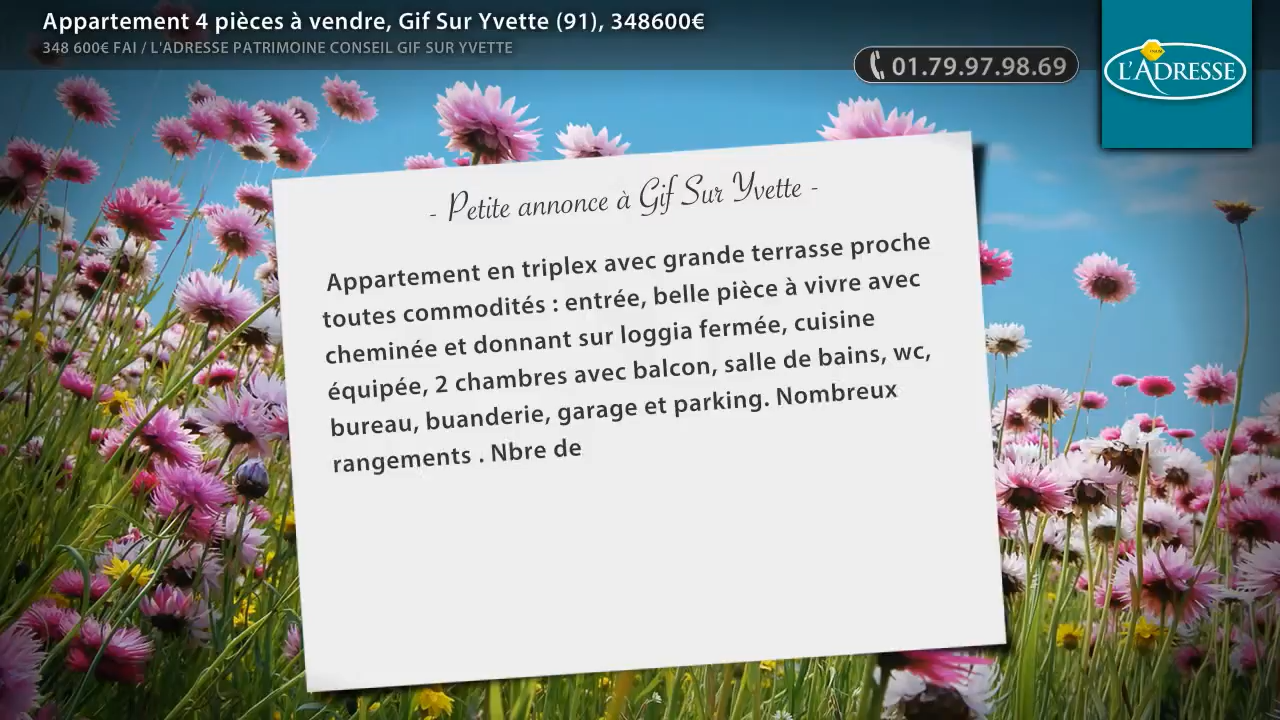 Appartement 4 pièces à vendre, Gif Sur Yvette (91), 348600€
348 600€ FAI / L'ADRESSE PATRIMOINE CONSEIL GIF SUR YVETTE
01.79.97.98.69
L'ADRESSE
- Petite annonce à Gif Sur Yvette -
Appartement en triplex avec grande terrasse proche
toutes commodités : entrée, belle pièce à vivre avec
cheminée et donnant sur loggia fermée, cuisine
équipée, 2 chambres avec balcon, salle de bains, wc,
bureau, buanderie, garage et parking. Nombreux
rangements . Nbre de